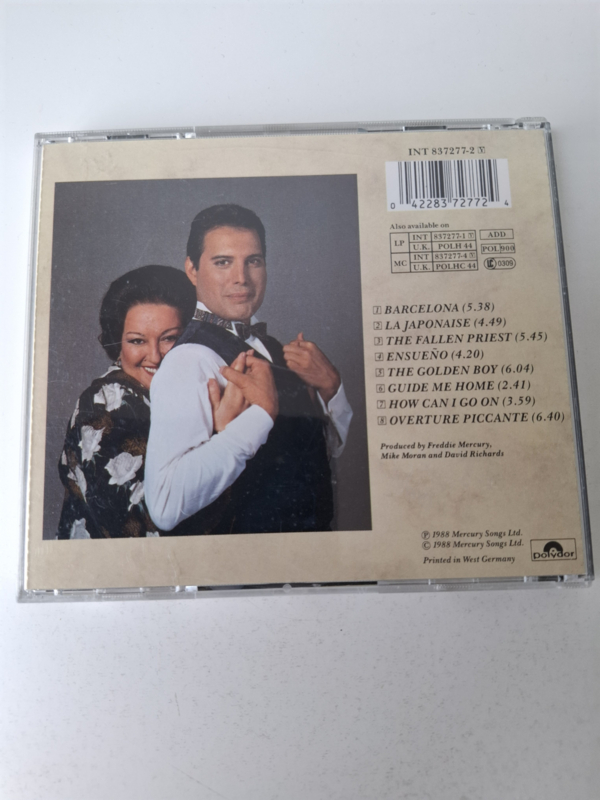 INT 837277-2 Y
0 42283 72772 4
Also available on
LP INT 837277-1 Y
U.K. POLH 44
MC INT 837277-4 Y
U.K. POLHC 44
ADD
POL 900
0309
1 BARCELONA (5.38)
2 LA JAPONAISE (4.49)
3 THE FALLEN PRIEST (5.45)
4 ENSUEÑO (4.20)
5 THE GOLDEN BOY (6.04)
6 GUIDE ME HOME (2.41)
7 HOW CAN I GO ON (3.59)
8 OVERTURE PICCANTE (6.40)
Produced by Freddie Mercury,
Mike Moran and David Richards
℗ 1988 Mercury Songs Ltd.
© 1988 Mercury Songs Ltd.
Printed in West Germany
Polydor